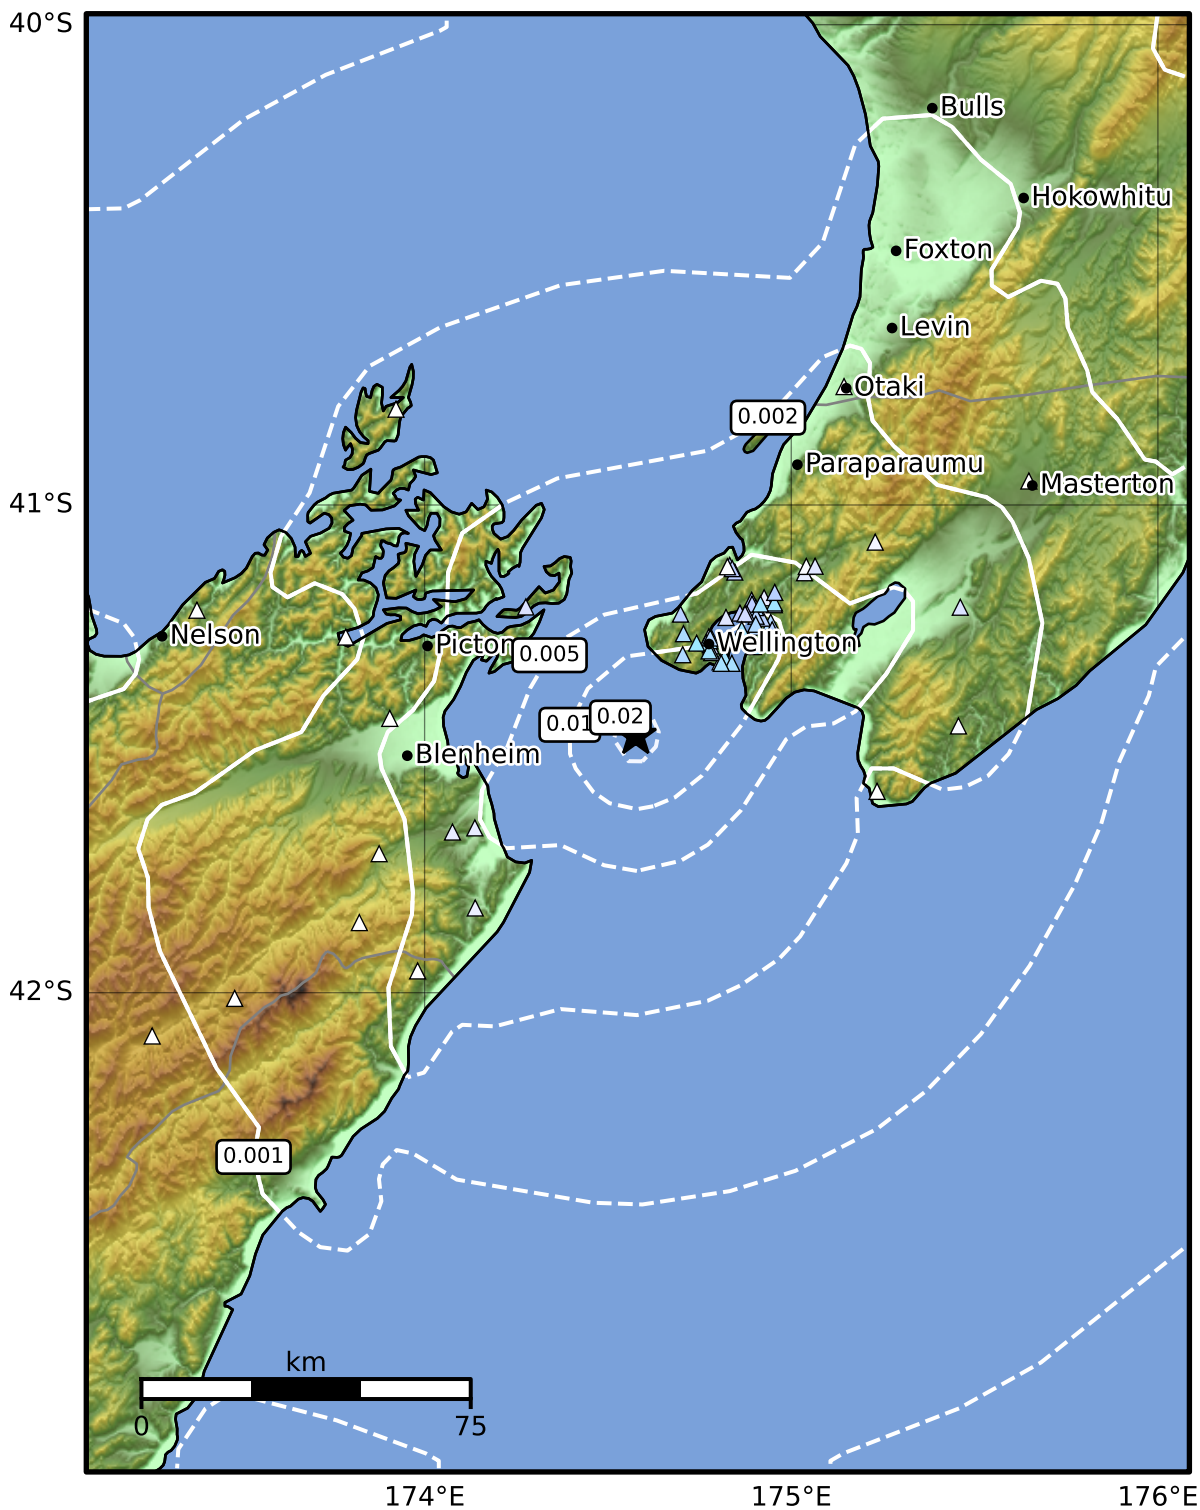 40°S
Bulls
Hokowhitu
Foxton
Levin
Otaki
0.002
Paraparaumu
Masterton
41°S
Nelson
Picton
Wellington
0.005
0.01
0.02
Blenheim
42°S
0.001
km
0
75
174°E
175°E
176°E